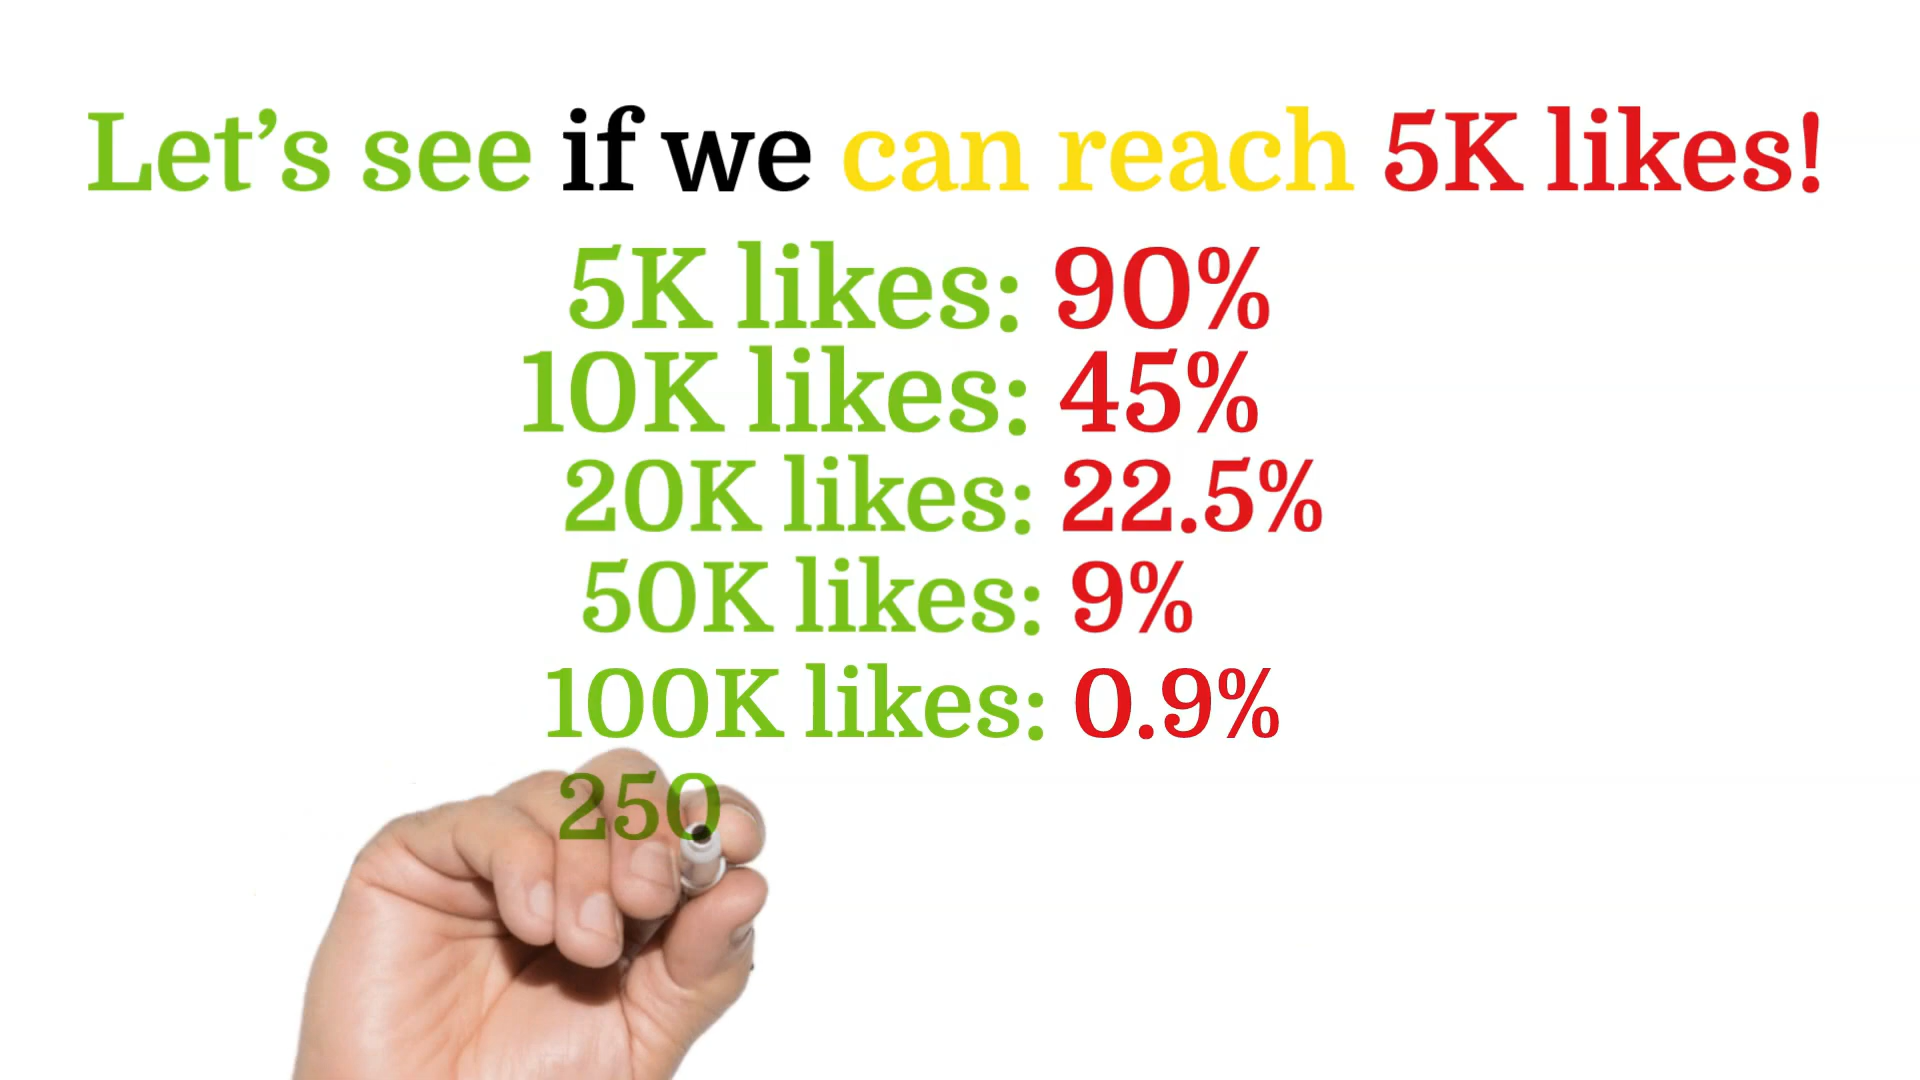 Let’s see if we can reach 5K likes!
5K likes: 90%
10K likes: 45%
20K likes: 22.5%
50K likes: 9%
100K likes: 0.9%
250